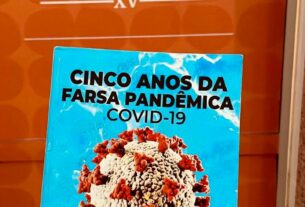 XV
CINCO ANOS DA
FARSA PANDÊMICA
COVID-19